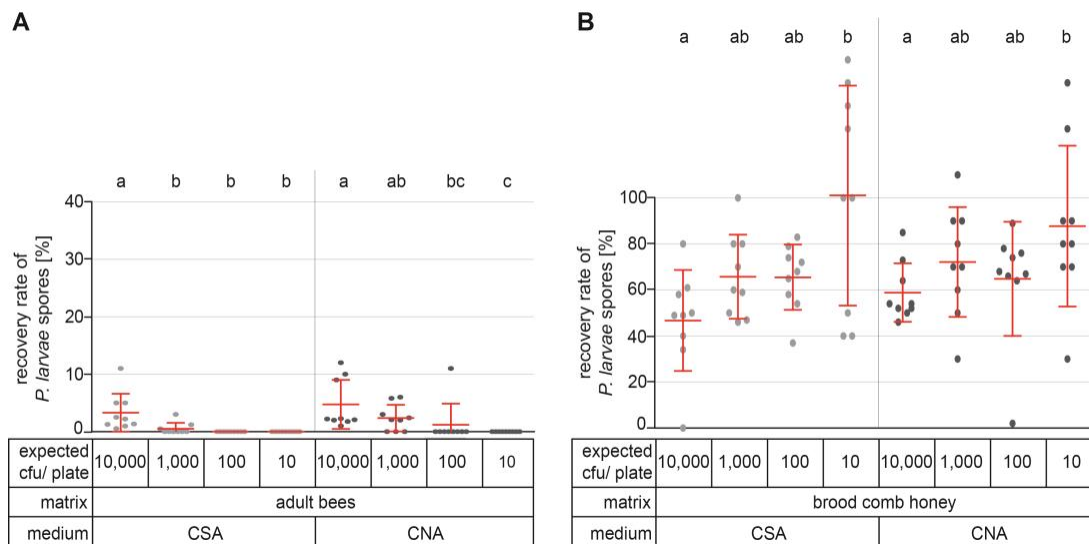 A
a b b b a ab bc c
recovery rate of
P. larvae spores [%]
40
30
20
10
0
expected
cfu/ plate
10,000 1,000 100 10 10,000 1,000 100 10
matrix adult bees
medium CSA CNA
B
a ab ab b a ab ab b
recovery rate of
P. larvae spores [%]
100
80
60
40
20
0
expected
cfu/ plate
10,000 1,000 100 10 10,000 1,000 100 10
matrix brood comb honey
medium CSA CNA